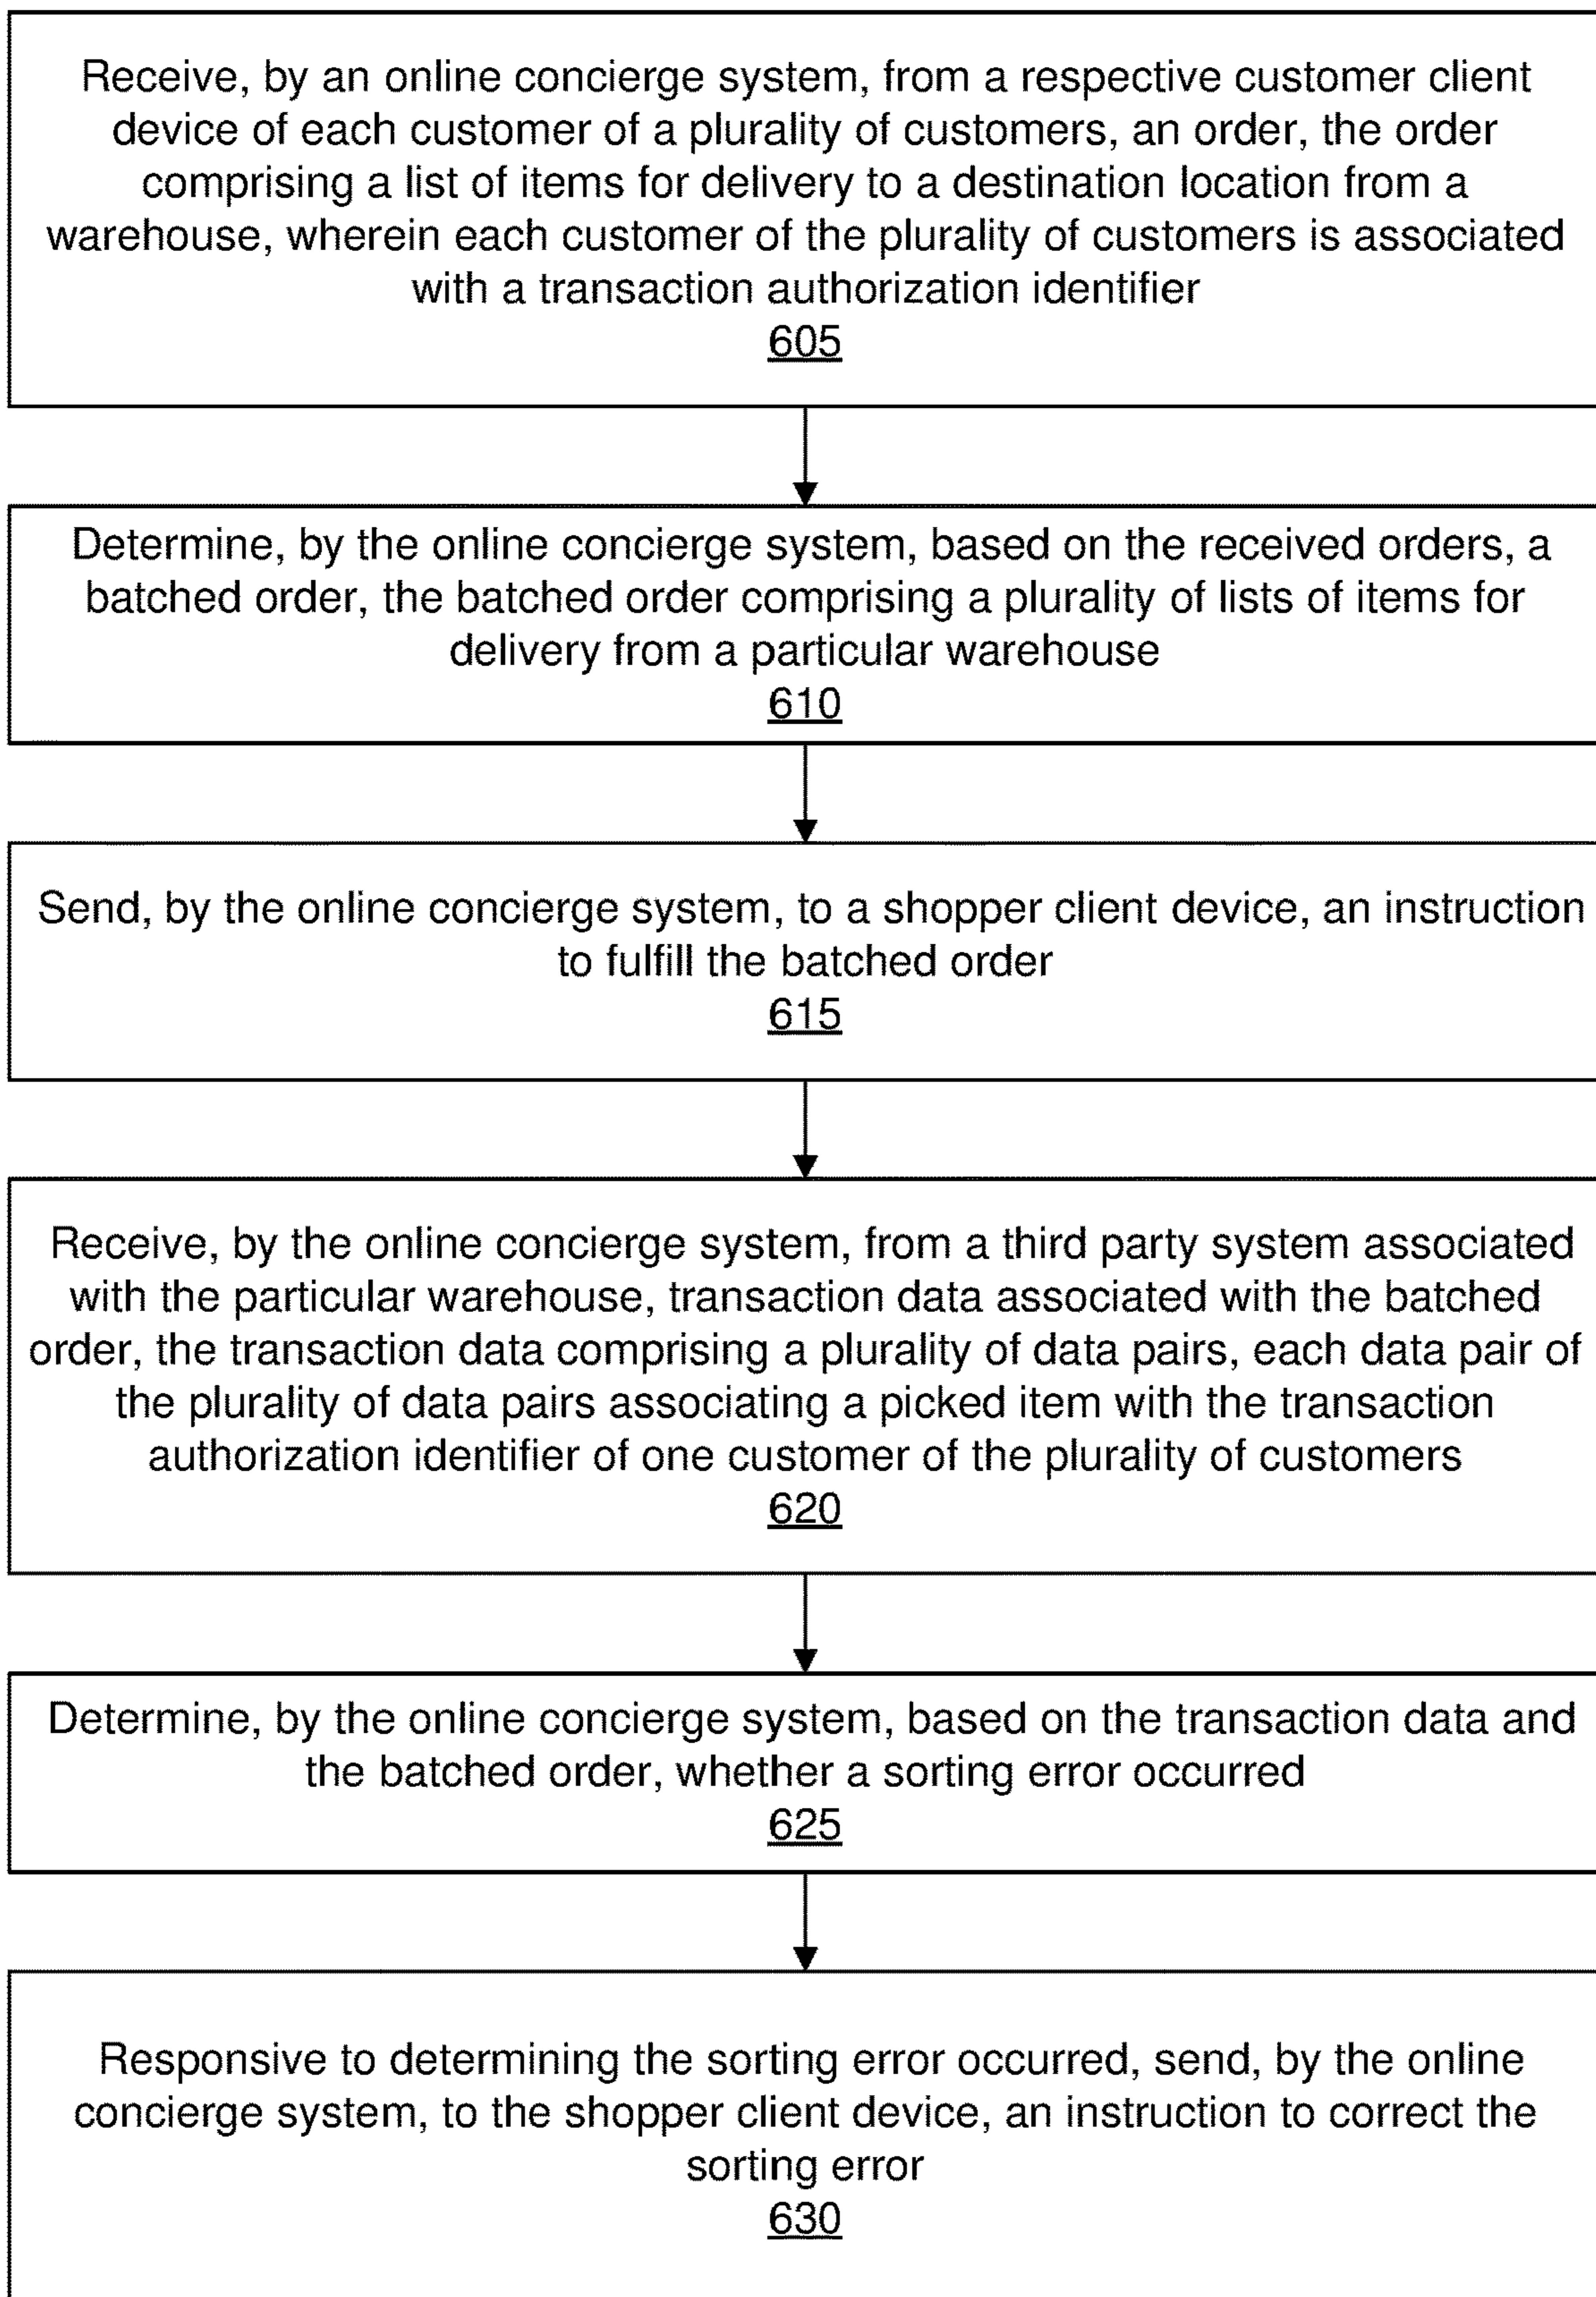 Receive, by an online concierge system, from a respective customer client
device of each customer of a plurality of customers, an order, the order
comprising a list of items for delivery to a destination location from a
warehouse, wherein each customer of the plurality of customers is associated
with a transaction authorization identifier
605
Determine, by the online concierge system, based on the received orders, a
batched order, the batched order comprising a plurality of lists of items for
delivery from a particular warehouse
610
Send, by the online concierge system, to a shopper client device, an instruction
to fulfill the batched order
615
Receive, by the online concierge system, from a third party system associated
with the particular warehouse, transaction data associated with the batched
order, the transaction data comprising a plurality of data pairs, each data pair of
the plurality of data pairs associating a picked item with the transaction
authorization identifier of one customer of the plurality of customers
620
Determine, by the online concierge system, based on the transaction data and
the batched order, whether a sorting error occurred
625
Responsive to determining the sorting error occurred, send, by the online
concierge system, to the shopper client device, an instruction to correct the
sorting error
630